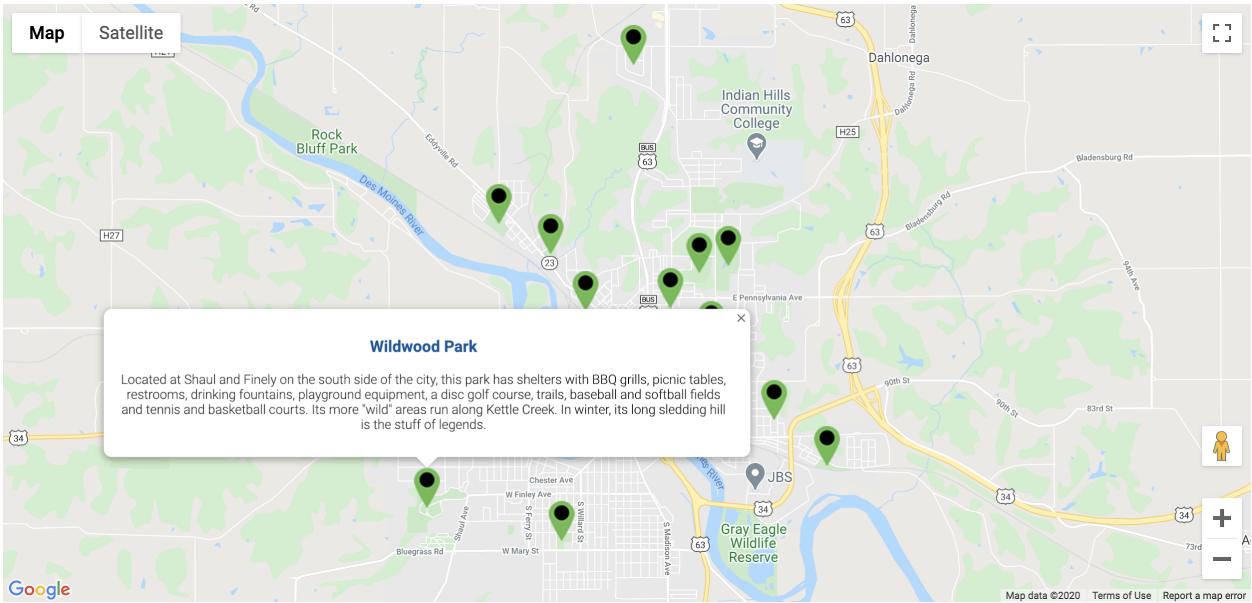 Map
Satellite
63
Dahlonega
Dahlonega Rd
Indian Hills
Community
College
H25
Rock
Bluff Park
Eddyville Rd
BUS
63
Bladensburg Rd
Des Moines River
Bladensburg Rd
H27
63
23
94th Ave
BUS
E Pennsylvania Ave
Wildwood Park
Located at Shaul and Finely on the south side of the city, this park has shelters with BBQ grills, picnic tables,
restrooms, drinking fountains, playground equipment, a disc golf course, trails, baseball and softball fields
and tennis and basketball courts. Its more "wild" areas run along Kettle Creek. In winter, its long sledding hill
is the stuff of legends.
63
90th St
90th St
83rd St
34
JBS
River
Chester Ave
W Finley Ave
S Ferry St
S Willard St
Shaul Ave
S Madison Ave
Bluegrass Rd
W Mary St
34
34
34
63
Gray Eagle
Wildlife
Reserve
73rd
Google
Map data ©2020
Terms of Use
Report a map error